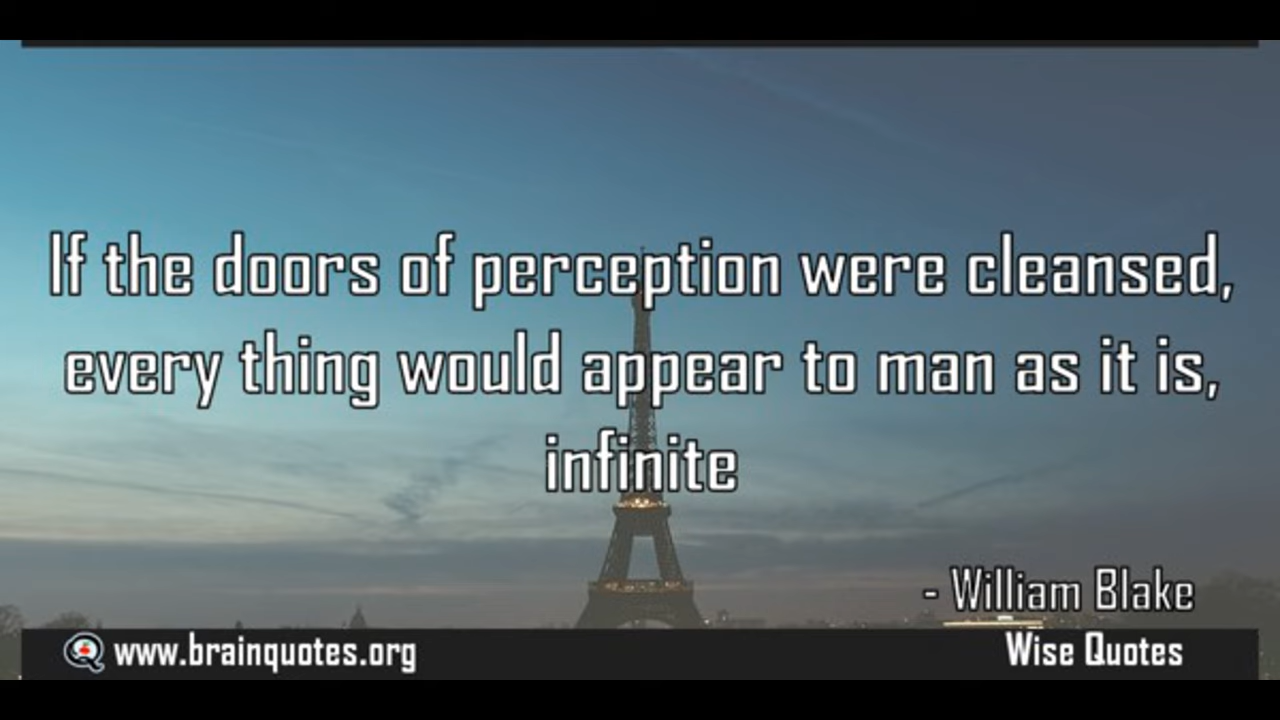 If the doors of perception were cleansed,
every thing would appear to man as it is,
infinite
- William Blake
www.brainquotes.org
Wise Quotes